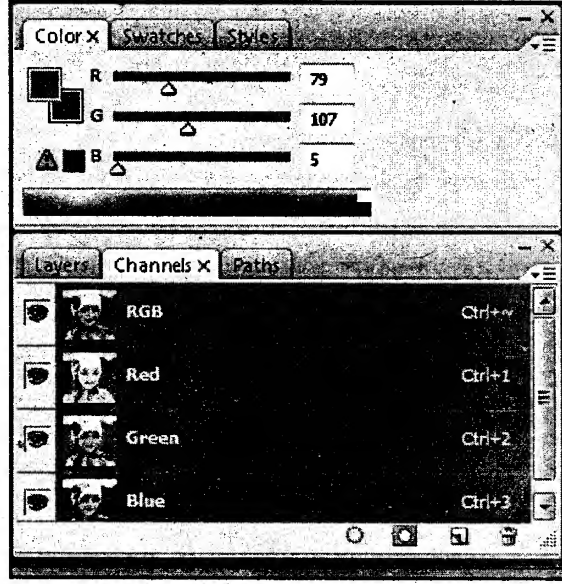 Color x Swatches Styles
R 79
G 107
B 5
Layers Channels x Paths
RGB Ctrl+~
Red Ctrl+1
Green Ctrl+2
Blue Ctrl+3